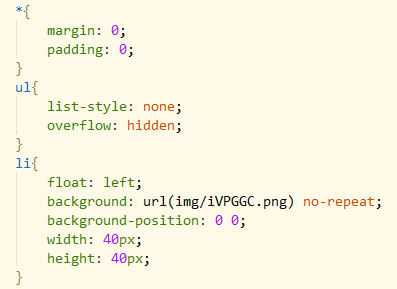 *{
    margin: 0;
    padding: 0;
}
ul{
    list-style: none;
    overflow: hidden;
}
li{
    float: left;
    background: url(img/iVPGGC.png) no-repeat;
    background-position: 0 0;
    width: 40px;
    height: 40px;
}